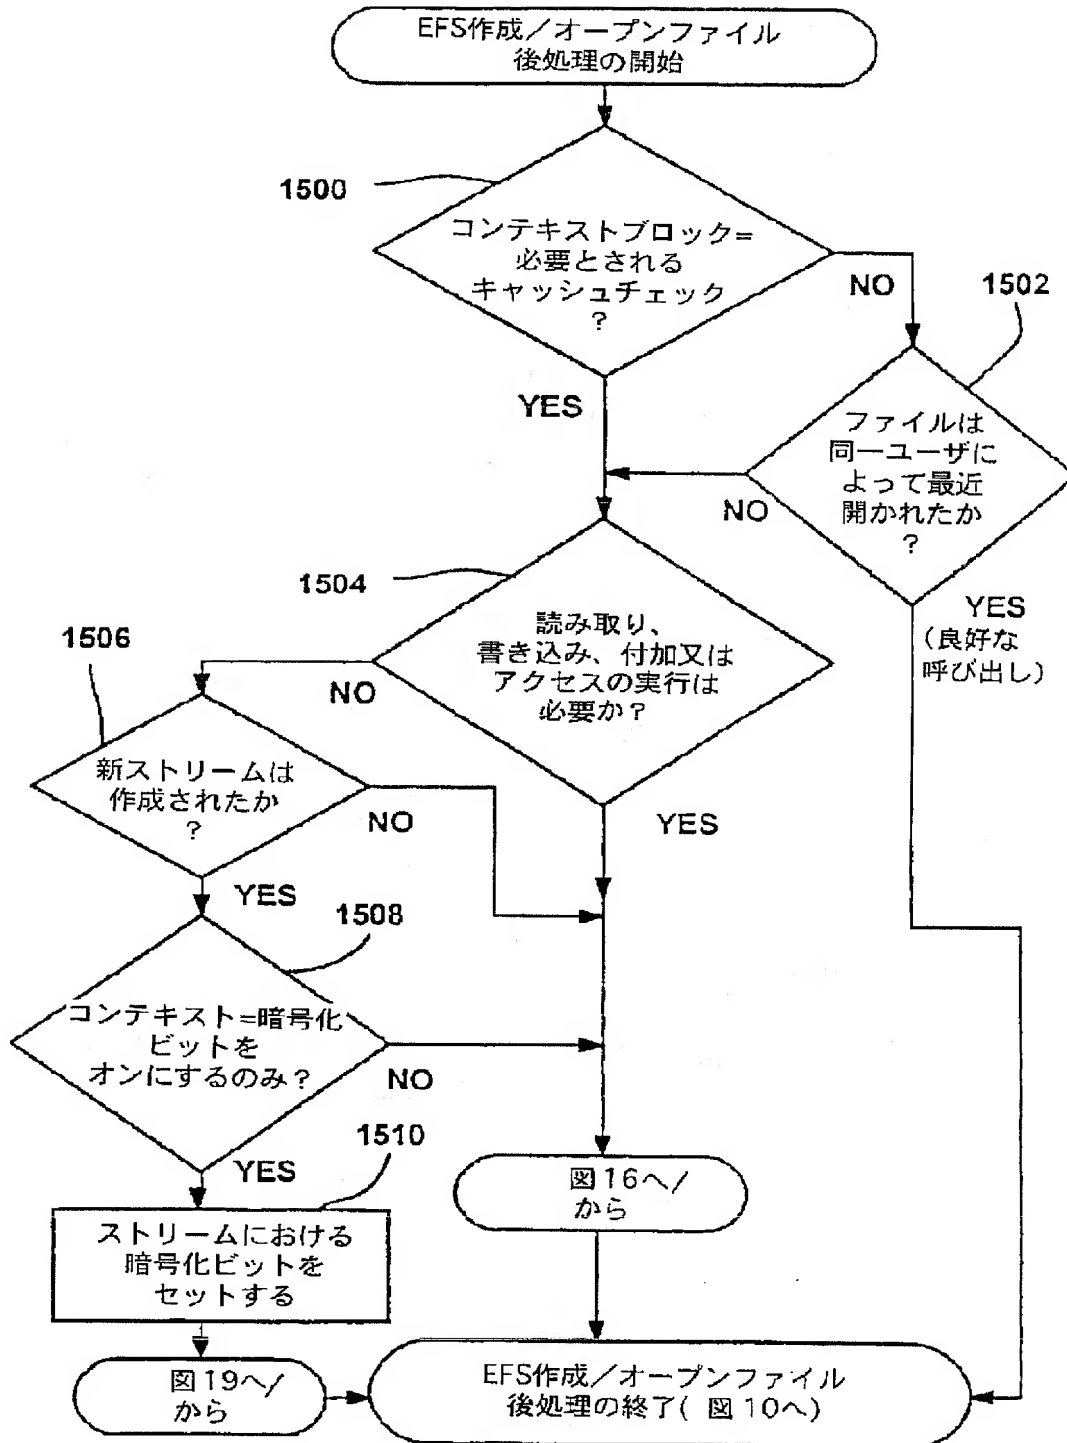 EFS作成／オープンファイル
後処理の開始
1500
コンテキストブロック=
必要とされる
キャッシュチェック
?
NO
1502
YES
ファイルは
同一ユーザに
よって最近
開かれたか
?
NO
YES
(良好な
呼び出し)
1504
読み取り、
書き込み、付加又は
アクセスの実行は
必要か?
NO
YES
1506
新ストリームは
作成されたか
?
NO
YES
1508
コンテキスト=暗号化
ビットを
オンにするのみ?
NO
YES
1510
ストリームにおける
暗号化ビットを
セットする
図16へ/
から
図19へ/
から
EFS作成／オープンファイル
後処理の終了( 図10へ)